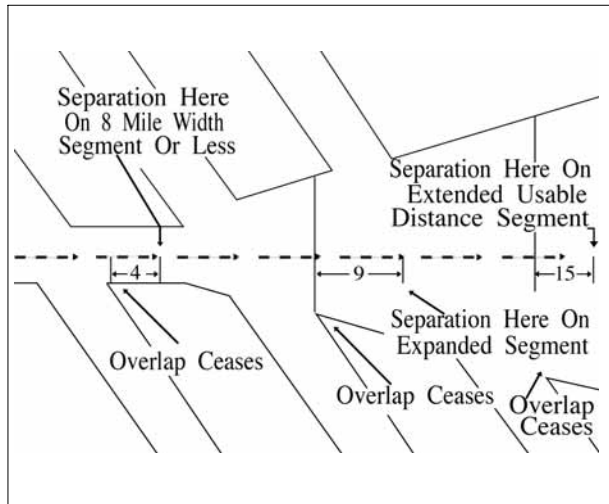 Separation Here
On 8 Mile Width
Segment Or Less
Separation Here On
Extended Usable
Distance Segment
4
9
15
Overlap Ceases
Separation Here On
Expanded Segment
Overlap Ceases
Overlap
Ceases